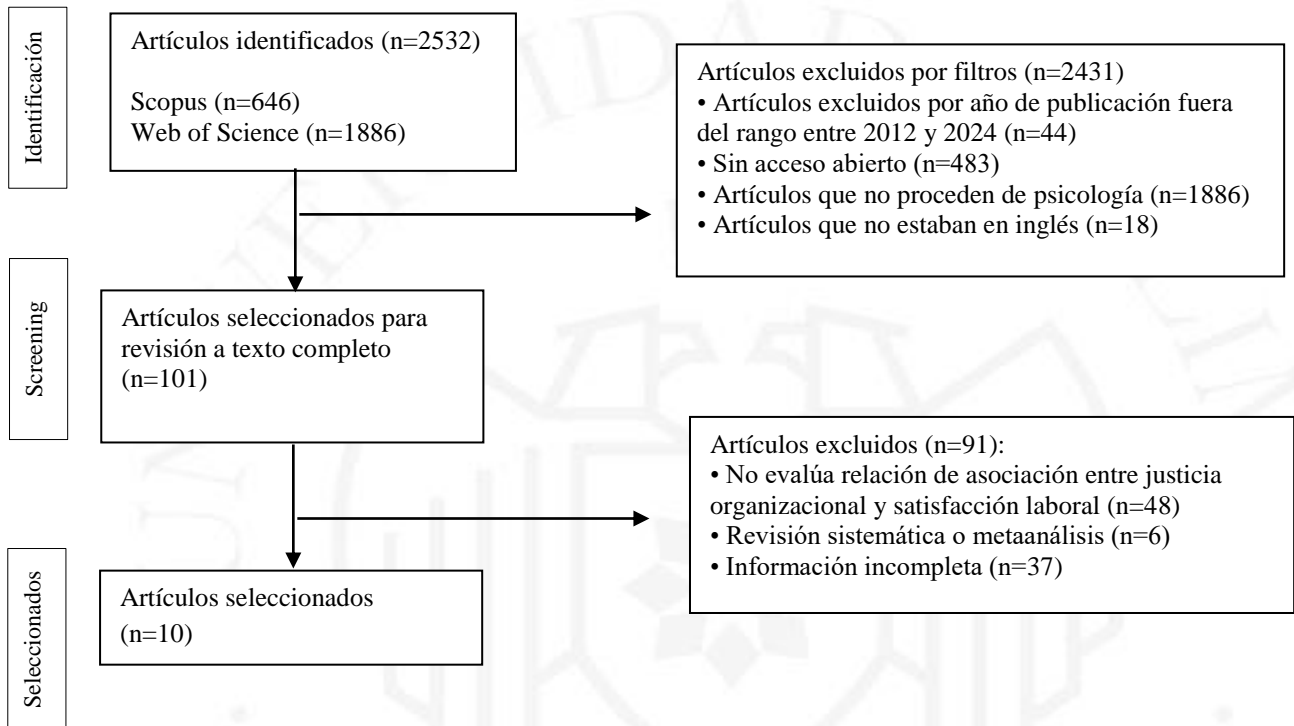 Identificación
Artículos identificados (n=2532)
Scopus (n=646)
Web of Science (n=1886)
Artículos excluidos por filtros (n=2431)
• Artículos excluidos por año de publicación fuera
del rango entre 2012 y 2024 (n=44)
• Sin acceso abierto (n=483)
• Artículos que no proceden de psicología (n=1886)
• Artículos que no estaban en inglés (n=18)
Screening
Artículos seleccionados para
revisión a texto completo
(n=101)
Artículos excluidos (n=91):
• No evalúa relación de asociación entre justicia
organizacional y satisfacción laboral (n=48)
• Revisión sistemática o metaanálisis (n=6)
• Información incompleta (n=37)
Seleccionados
Artículos seleccionados
(n=10)